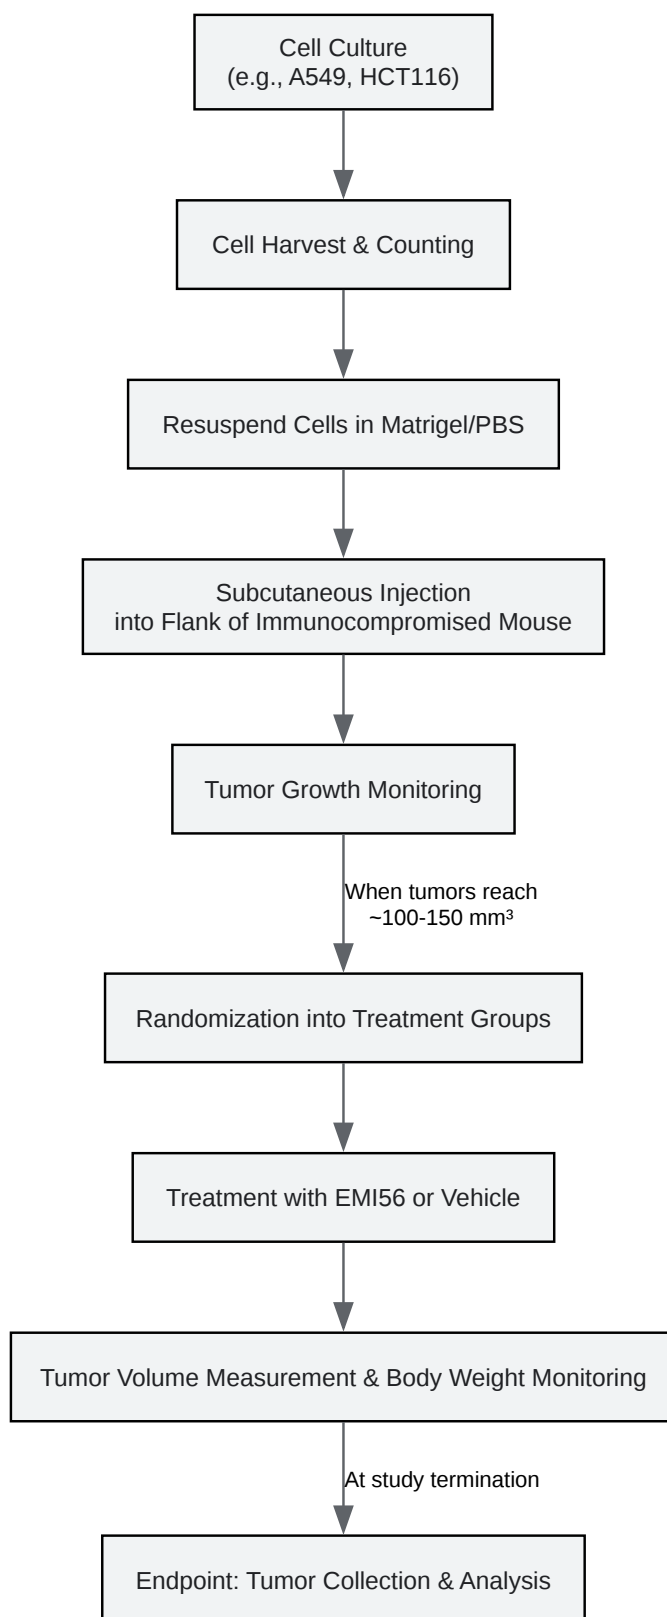 Cell Culture
(e.g., A549, HCT116)
Cell Harvest & Counting
Resuspend Cells in Matrigel/PBS
Subcutaneous Injection
into Flank of Immunocompromised Mouse
Tumor Growth Monitoring
When tumors reach
~100-150 mm³
Randomization into Treatment Groups
Treatment with EMI56 or Vehicle
Tumor Volume Measurement & Body Weight Monitoring
At study termination
Endpoint: Tumor Collection & Analysis